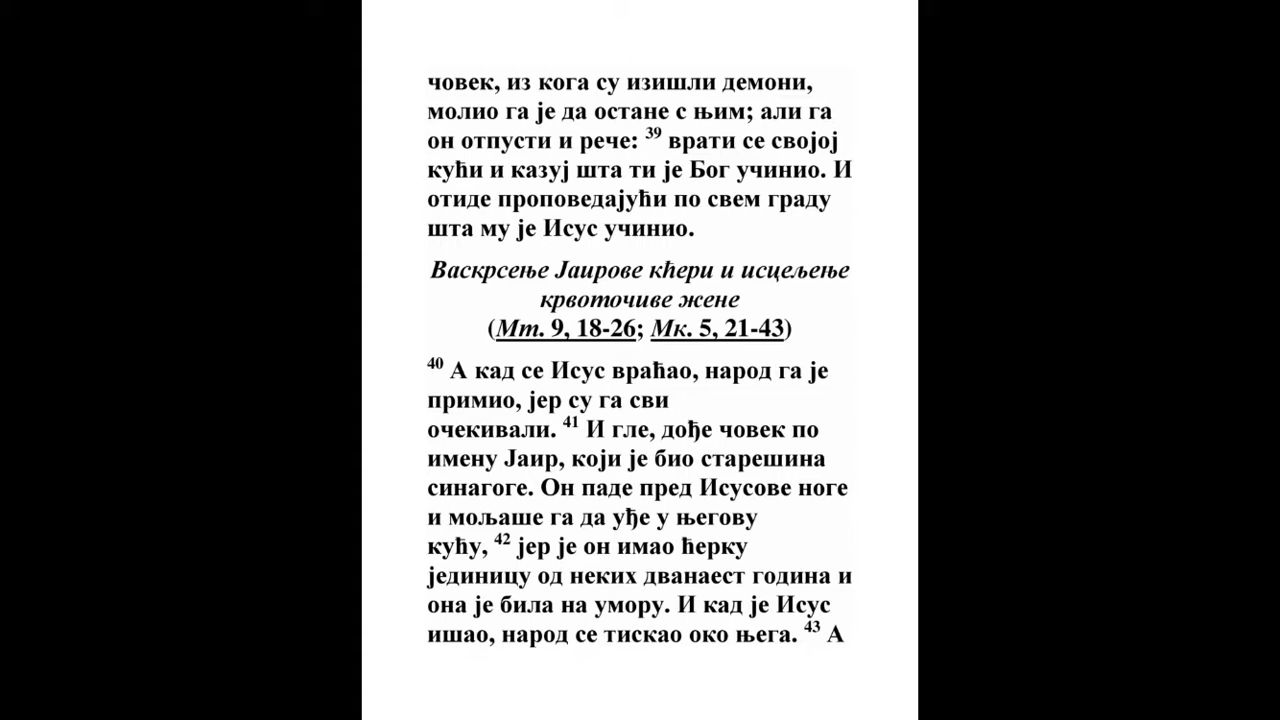 човек, из кога су изишли демони,
молио га је да остане с њим; али га
он отпусти и рече: 39 врати се својој
кући и казуј шта ти је Бог учинио. И
отиде проповедајући по свем граду
шта му је Исус учинио.
Васкрсење Јаирове кћери и исцељење
крвоточиве жене
(Мт. 9, 18-26; Мк. 5, 21-43)
40 А кад се Исус враћао, народ га је
примио, јер су га сви
очекивали. 41 И гле, дође човек по
имену Јаир, који је био старешина
синагоге. Он паде пред Исусове ноге
и мољаше га да уђе у његову
кућу, 42 јер је он имао ћерку
јединицу од неких дванаест година и
она је била на умору. И кад је Исус
ишао, народ се тискао око њега. 43 А